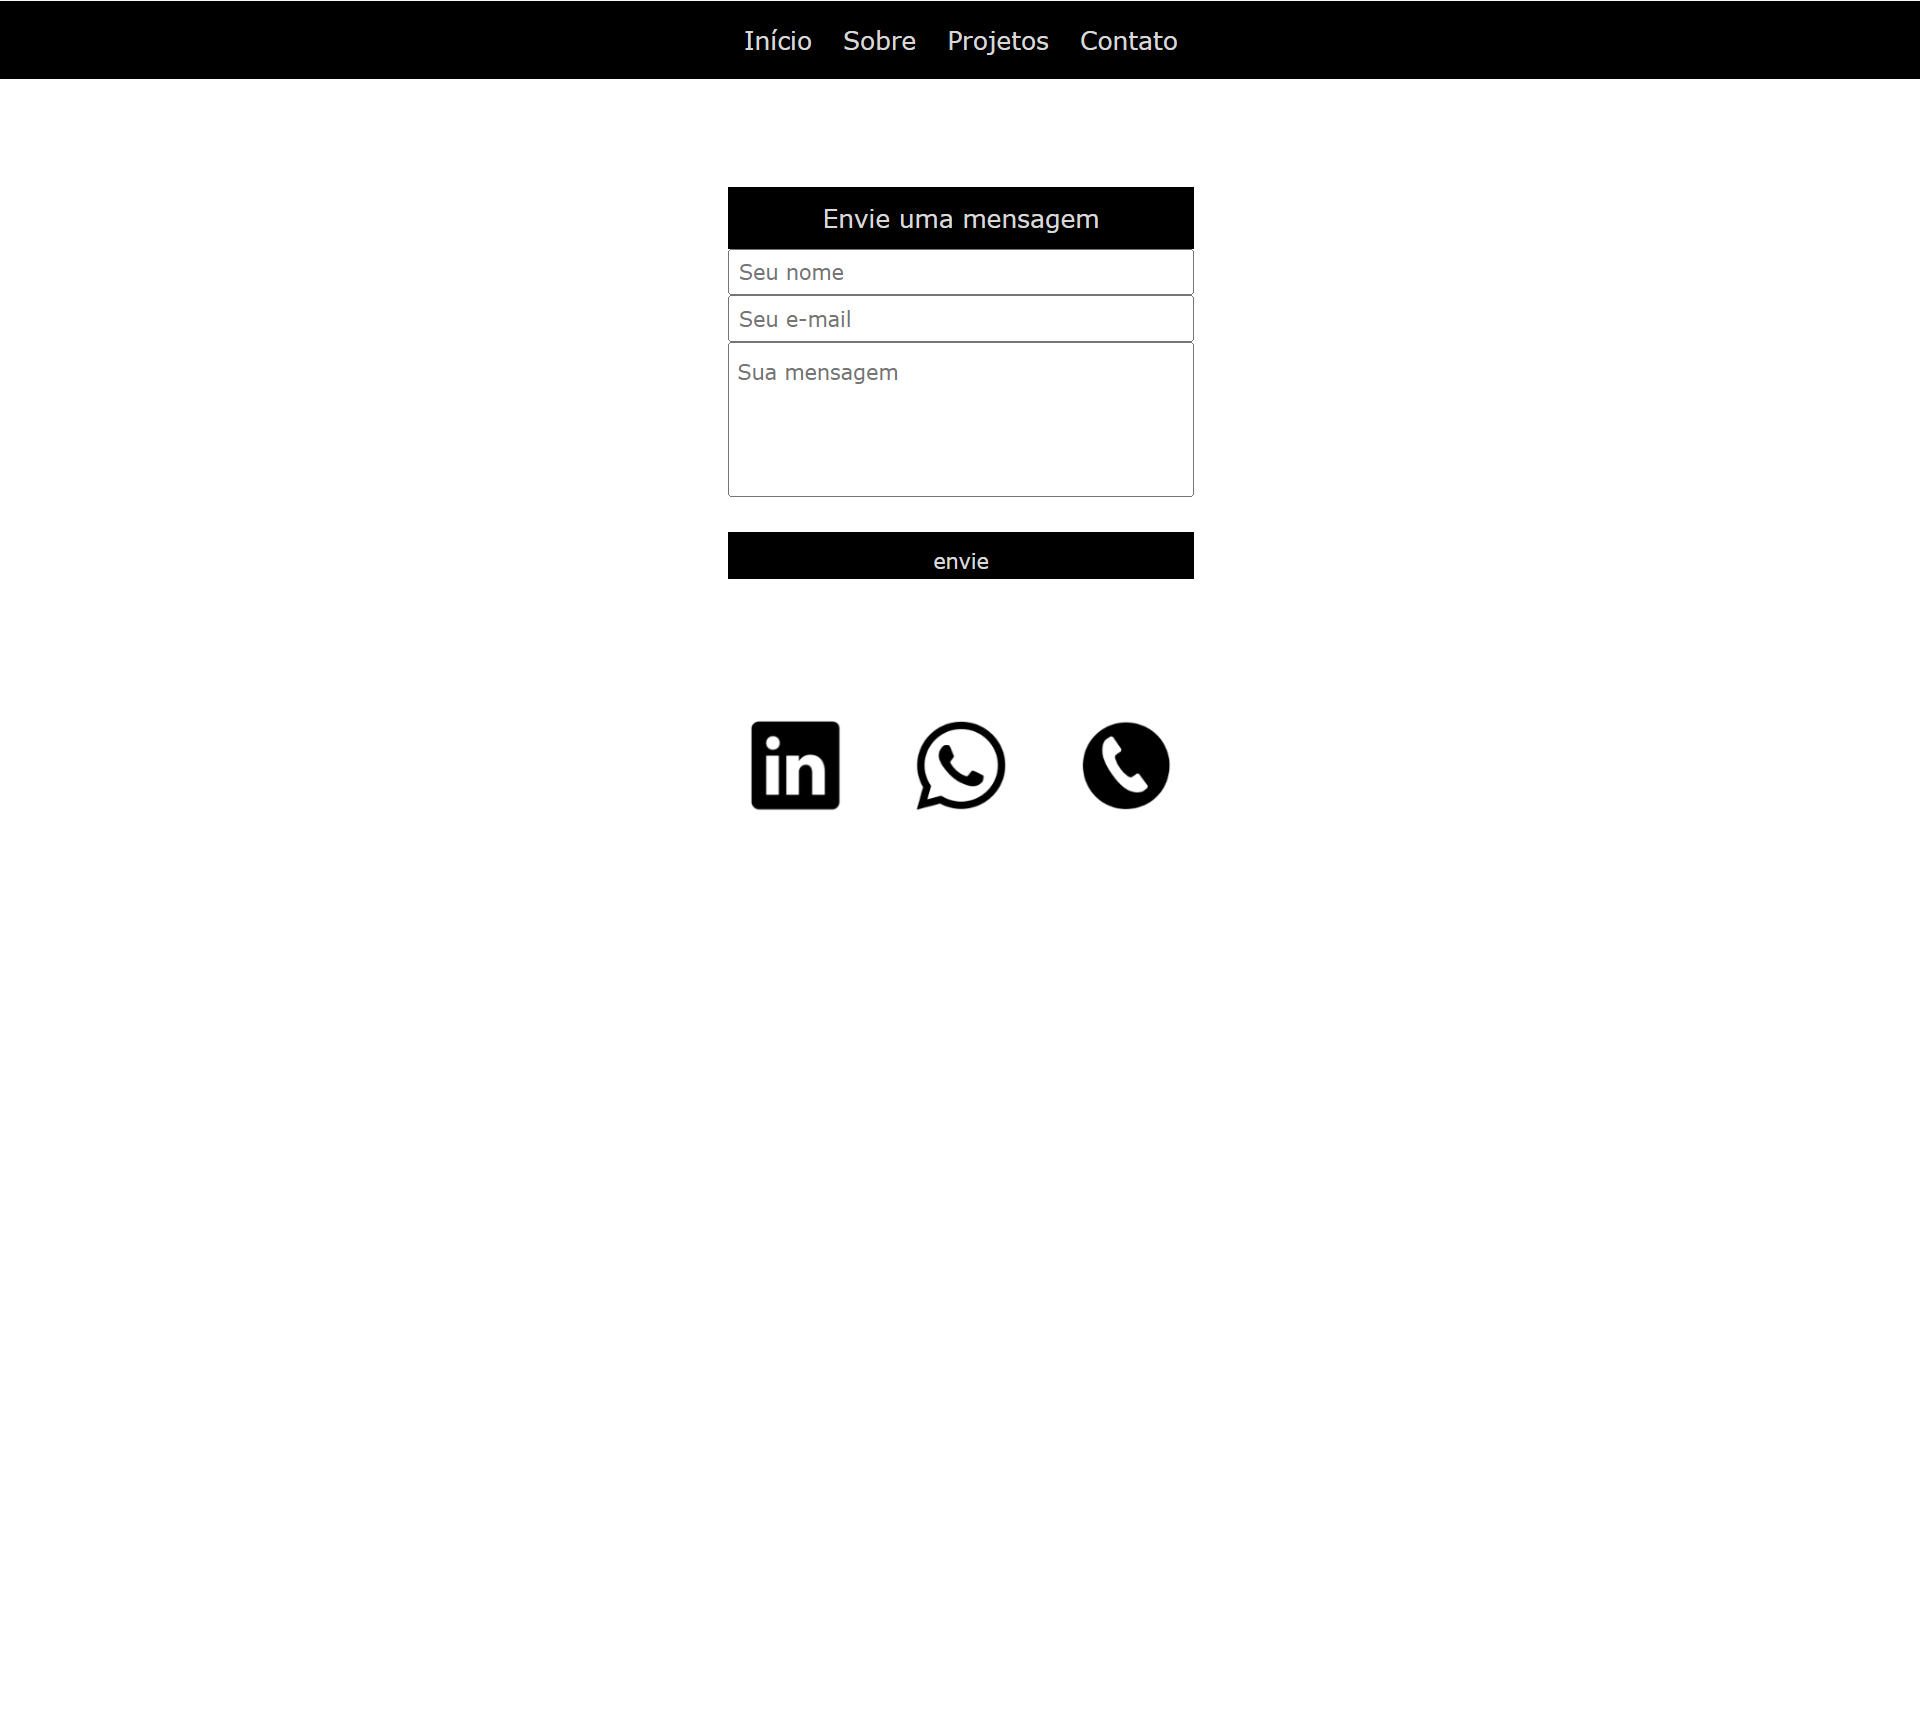 Início Sobre Projetos Contato
Envie uma mensagem
Seu nome
Seu e-mail
Sua mensagem
envie
in